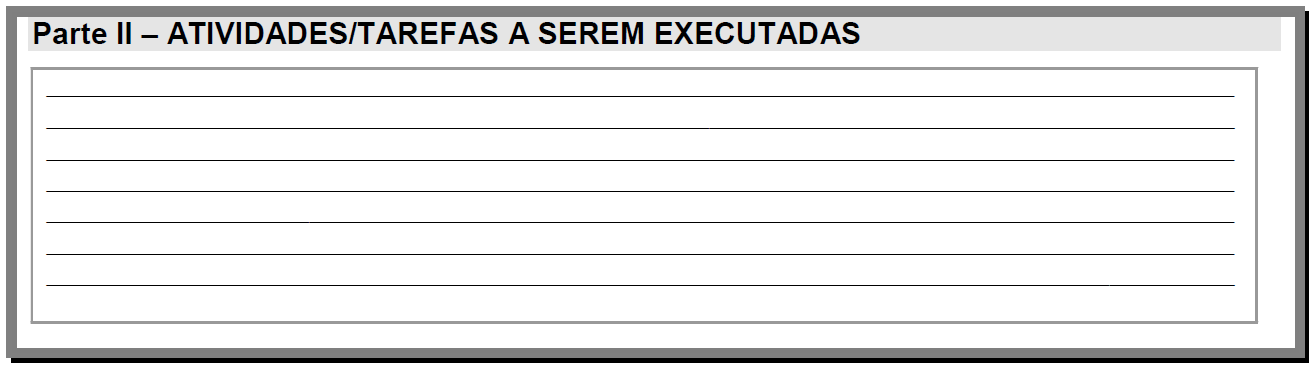 Parte II – ATIVIDADES/TAREFAS A SEREM EXECUTADAS